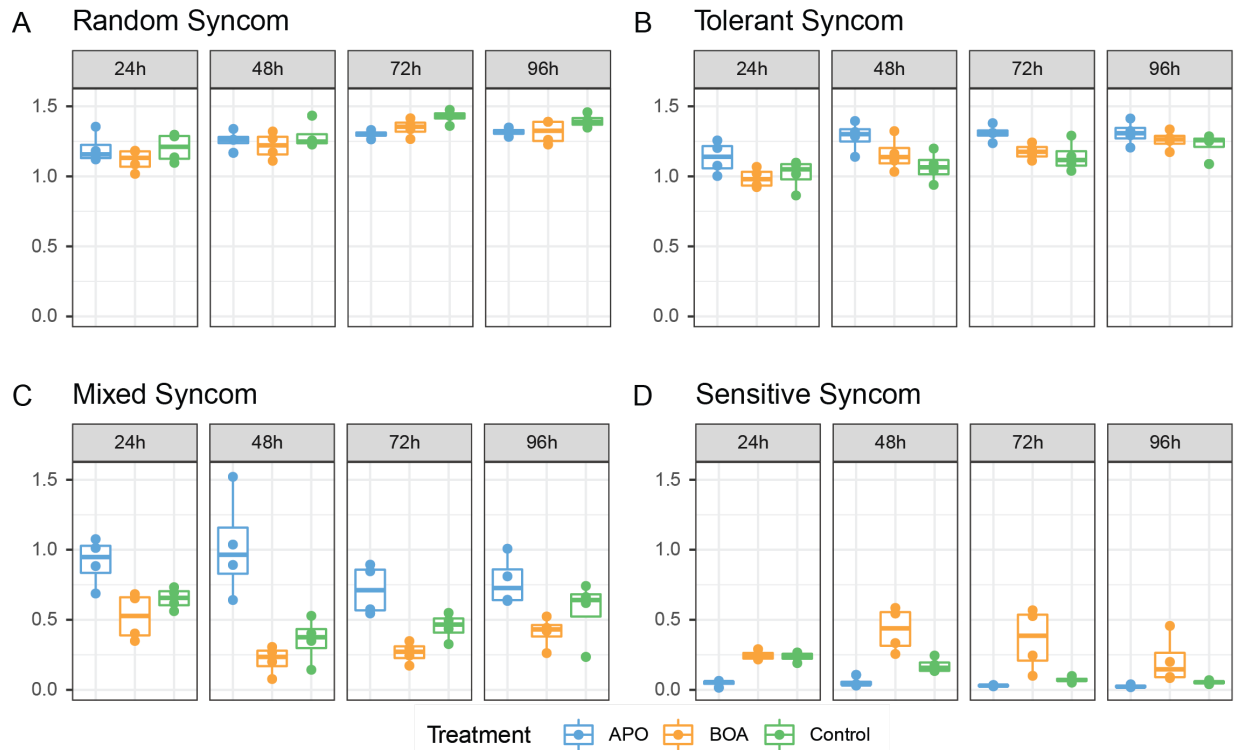 A Random Syncom
24h 48h 72h 96h
1.5
1.0
0.5
0.0
B Tolerant Syncom
24h 48h 72h 96h
1.5
1.0
0.5
0.0
C Mixed Syncom
24h 48h 72h 96h
1.5
1.0
0.5
0.0
D Sensitive Syncom
24h 48h 72h 96h
1.5
1.0
0.5
0.0
Treatment APO BOA Control